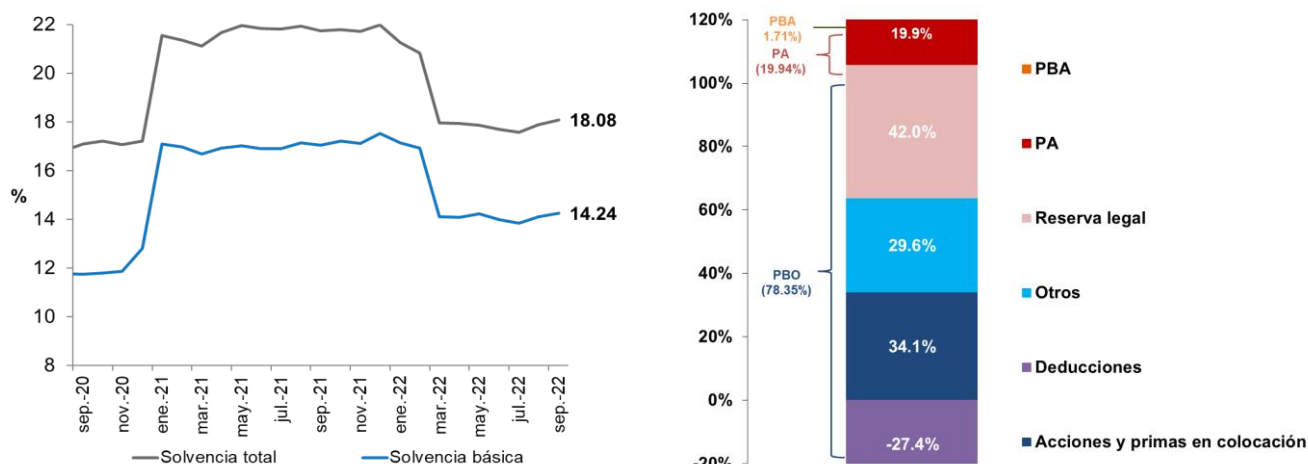 22
20
18
16
14
12
10
8
%
18.08
14.24
sep.-20
nov.-20
ene.-21
mar.-21
may.-21
jul.-21
sep.-21
nov.-21
ene.-22
mar.-22
may.-22
jul.-22
sep.-22
Solvencia total
Solvencia básica
120%
100%
80%
60%
40%
20%
0%
-20%
PBA
1.71%
PA
(19.94%)
PBO
(78.35%)
19.9%
42.0%
29.6%
34.1%
-27.4%
PBA
PA
Reserva legal
Otros
Deducciones
Acciones y primas en colocación